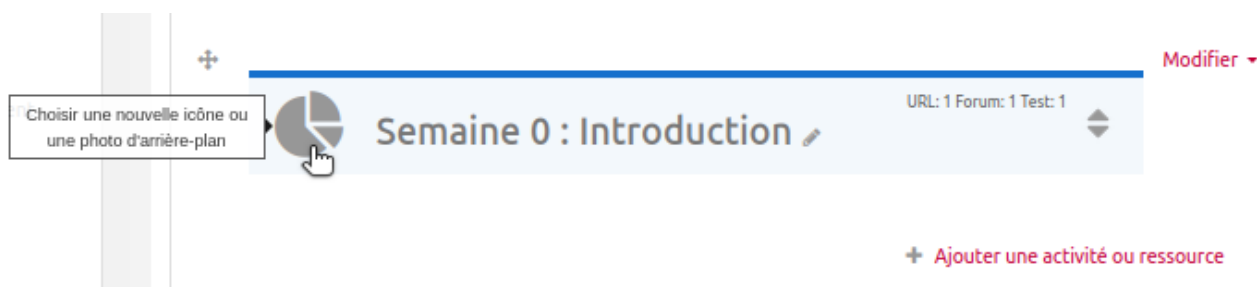 Modifier
Choisir une nouvelle icône ou
une photo d'arrière-plan
Semaine 0 : Introduction
URL: 1 Forum: 1 Test: 1
Ajouter une activité ou ressource